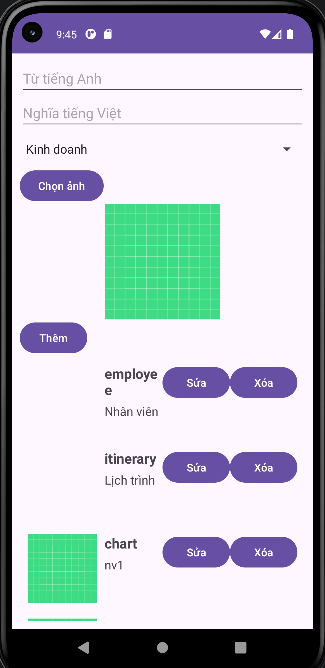 9:45
Từ tiếng Anh
Nghĩa tiếng Việt
Kinh doanh
Chọn ảnh
Thêm
employe
e
Nhân viên
Sửa
Xóa
itinerary
Lịch trình
Sửa
Xóa
chart
nv1
Sửa
Xóa